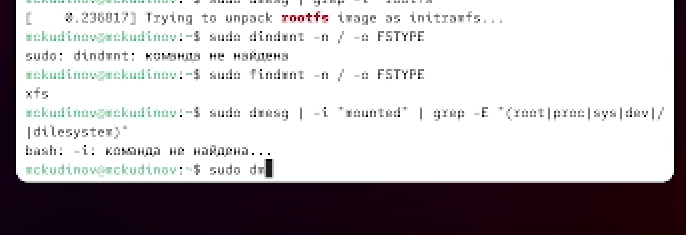 [    0.236817] Trying to unpack rootfs image as initramfs...
mckudinov@mckudinov:~$ sudo dindmnt -n / -o FSTYPE
sudo: dindmnt: команда не найдена
mckudinov@mckudinov:~$ sudo findmnt -n / -o FSTYPE
xfs
mckudinov@mckudinov:~$ sudo dmesg | -i "mounted" | grep -E "(root|proc|sys|dev|/
|dilesystem)"
bash: -i: команда не найдена...
mckudinov@mckudinov:~$ sudo dm